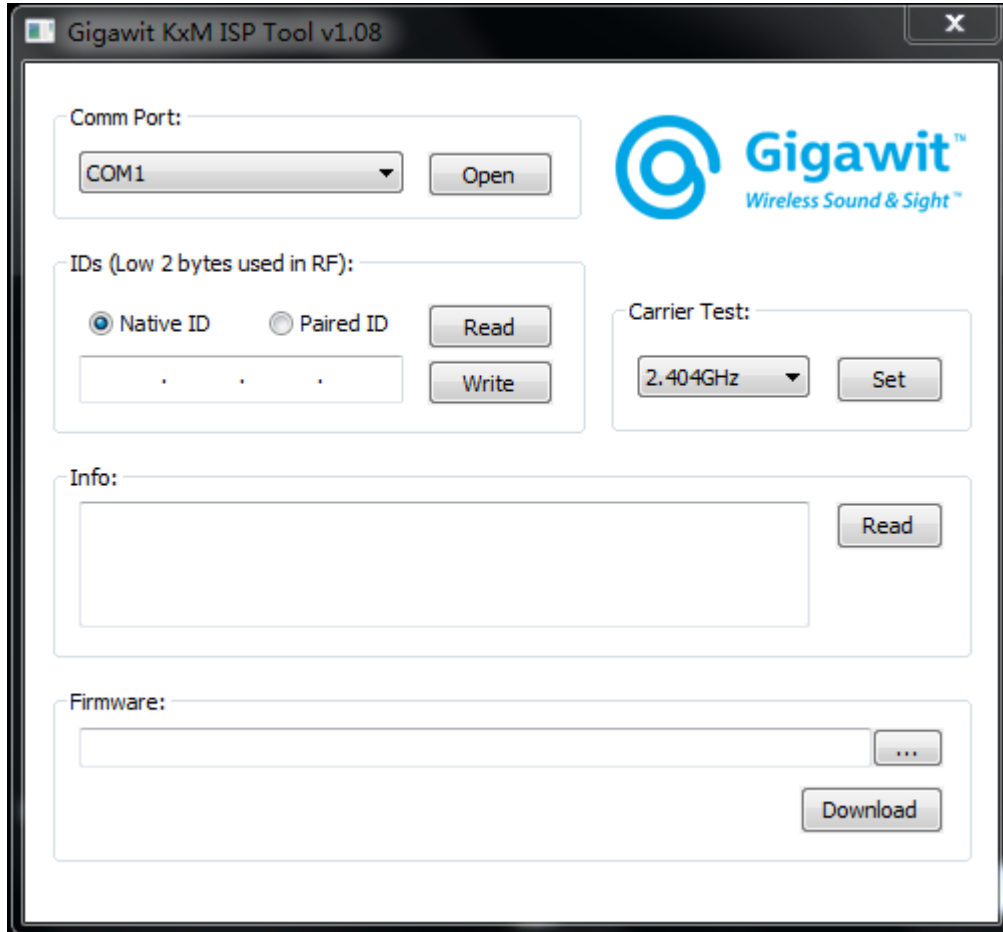 Gigawit KxM ISP Tool v1.08
x
Comm Port:
COM1
Open
Gigawit™
Wireless Sound & Sight™
IDs (Low 2 bytes used in RF):
Native ID
Paired ID
Read
. . .
Write
Carrier Test:
2.404GHz
Set
Info:
Read
Firmware:
...
Download